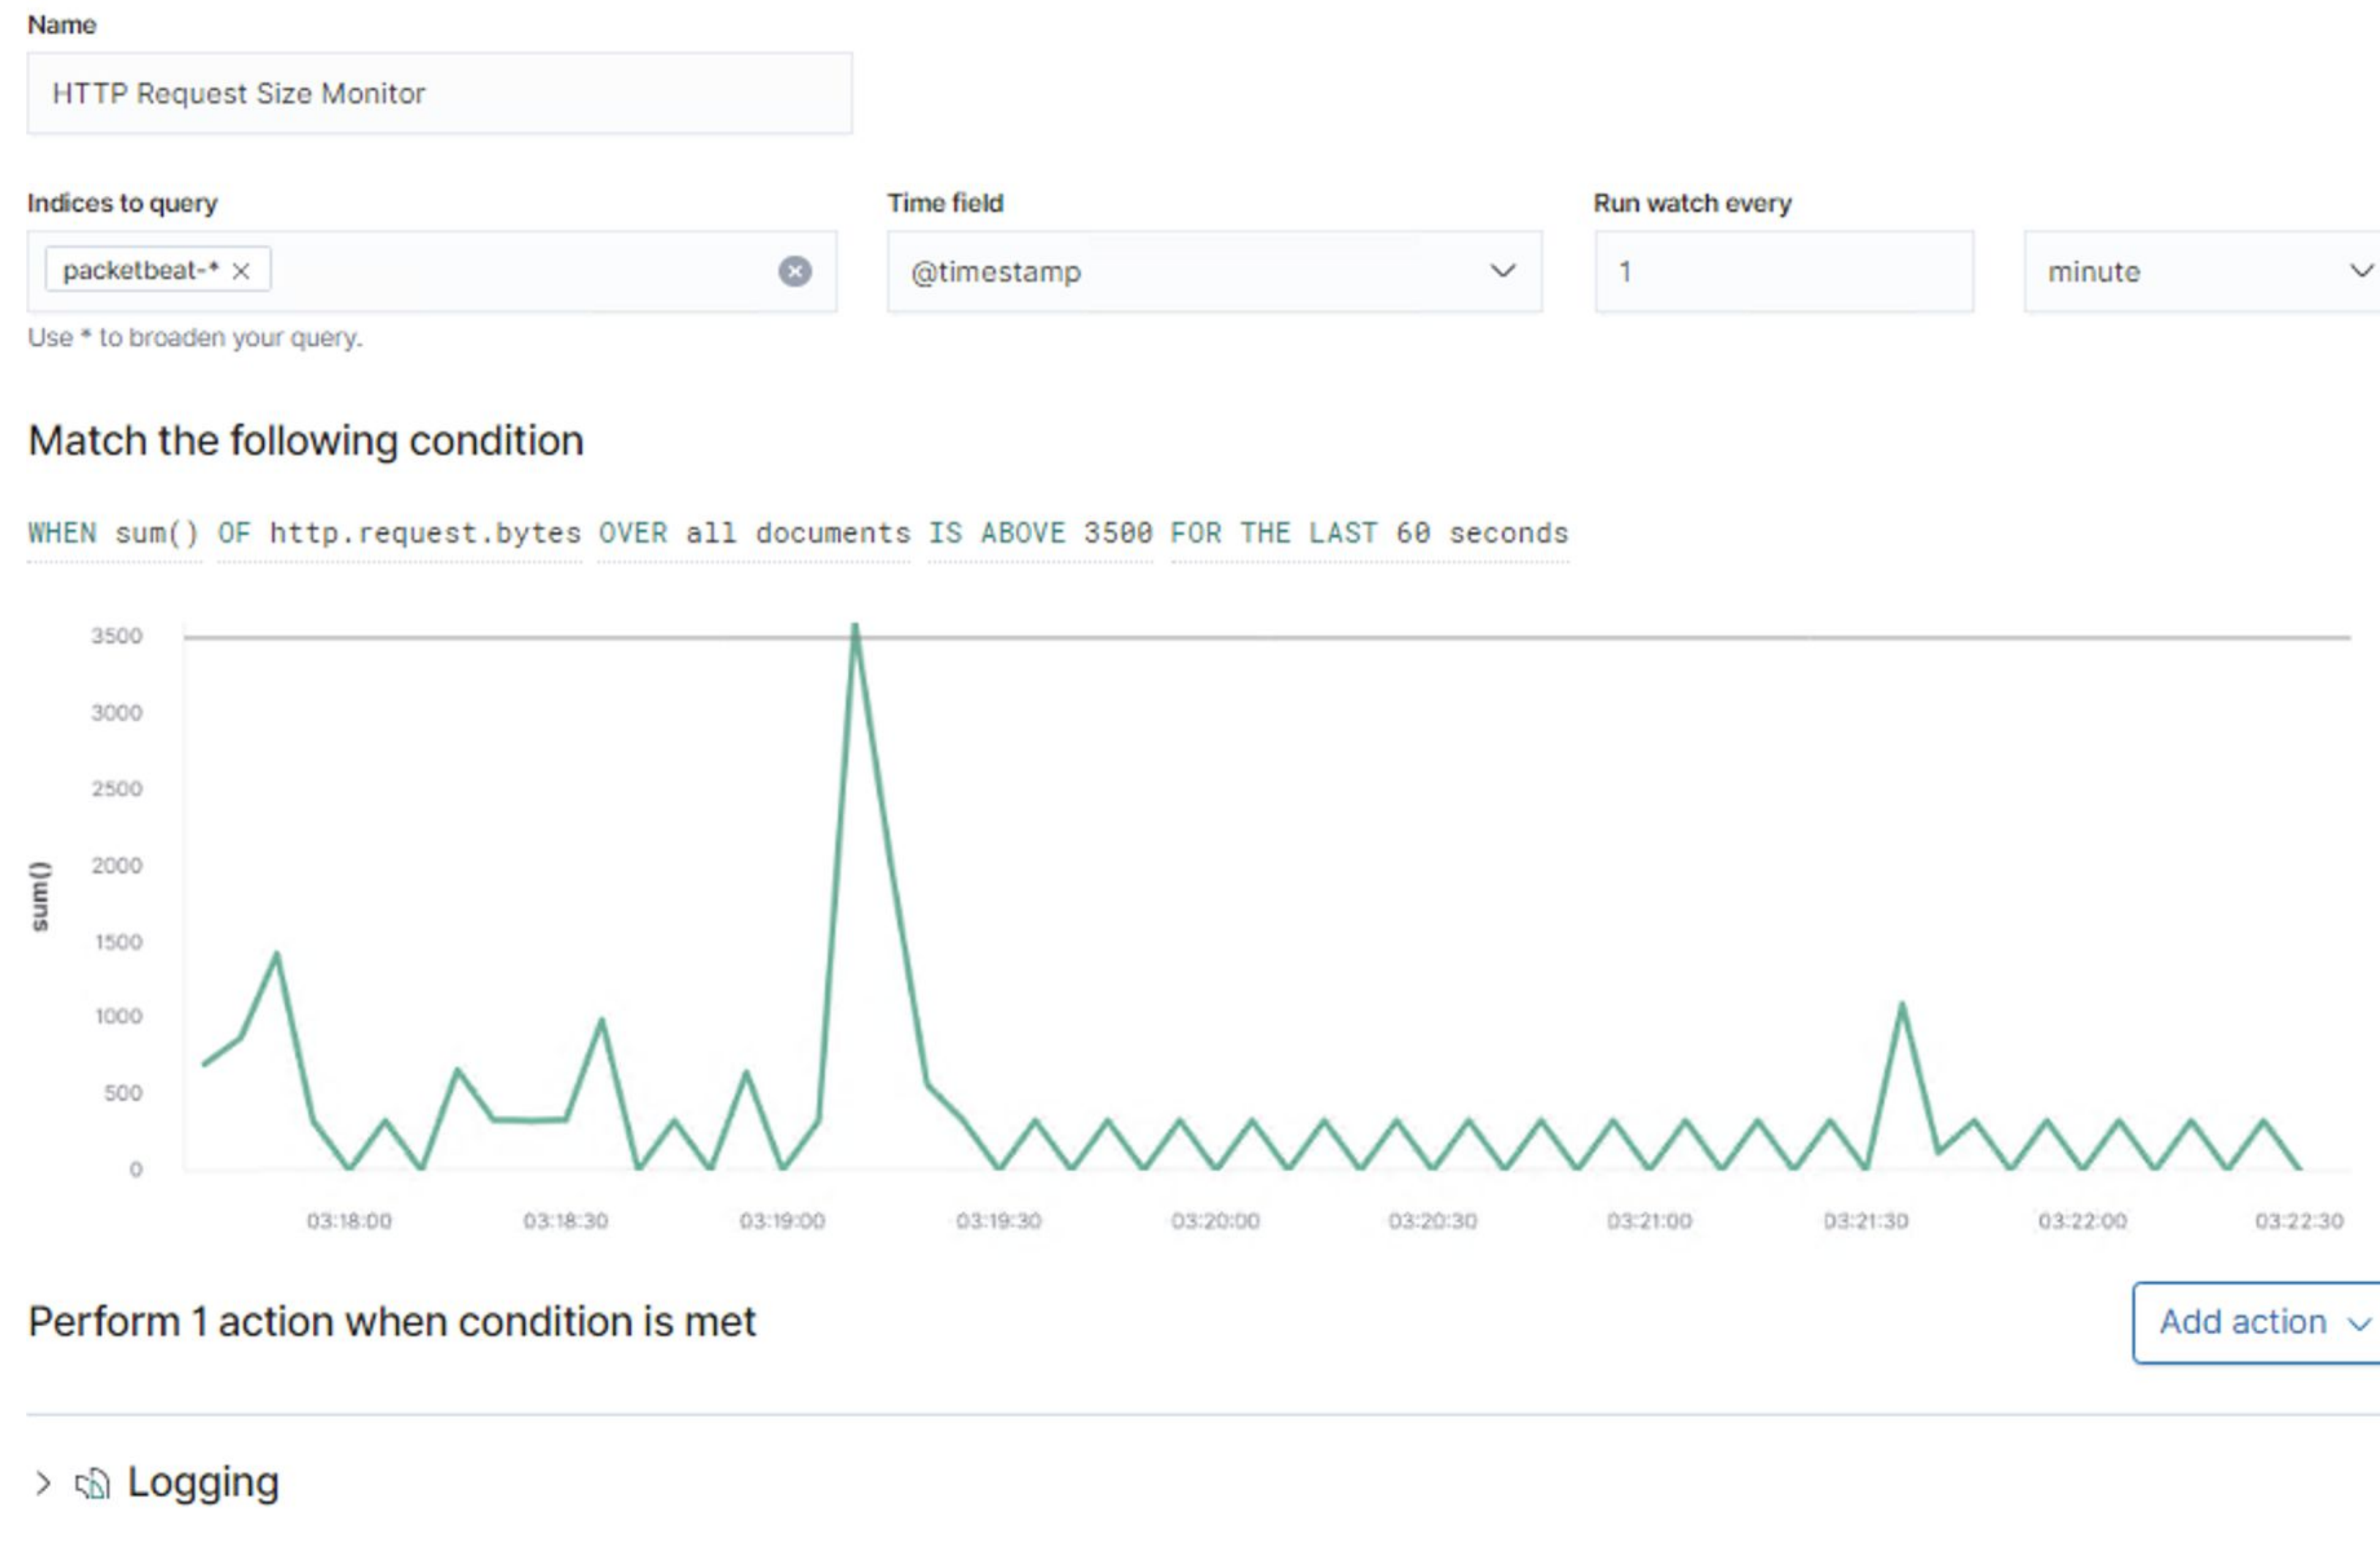 Name
HTTP Request Size Monitor
Indices to query Time field Run watch every
packetbeat-* @timestamp 1 minute
Use * to broaden your query.
Match the following condition
WHEN sum() OF http.request.bytes OVER all documents IS ABOVE 3500 FOR THE LAST 60 seconds
3500
3000
2500
2000
1500
1000
500
0
sum()
03:18:00 03:18:30 03:19:00 03:19:30 03:20:00 03:20:30 03:21:00 03:21:30 03:22:00 03:22:30
Perform 1 action when condition is met Add action
Logging